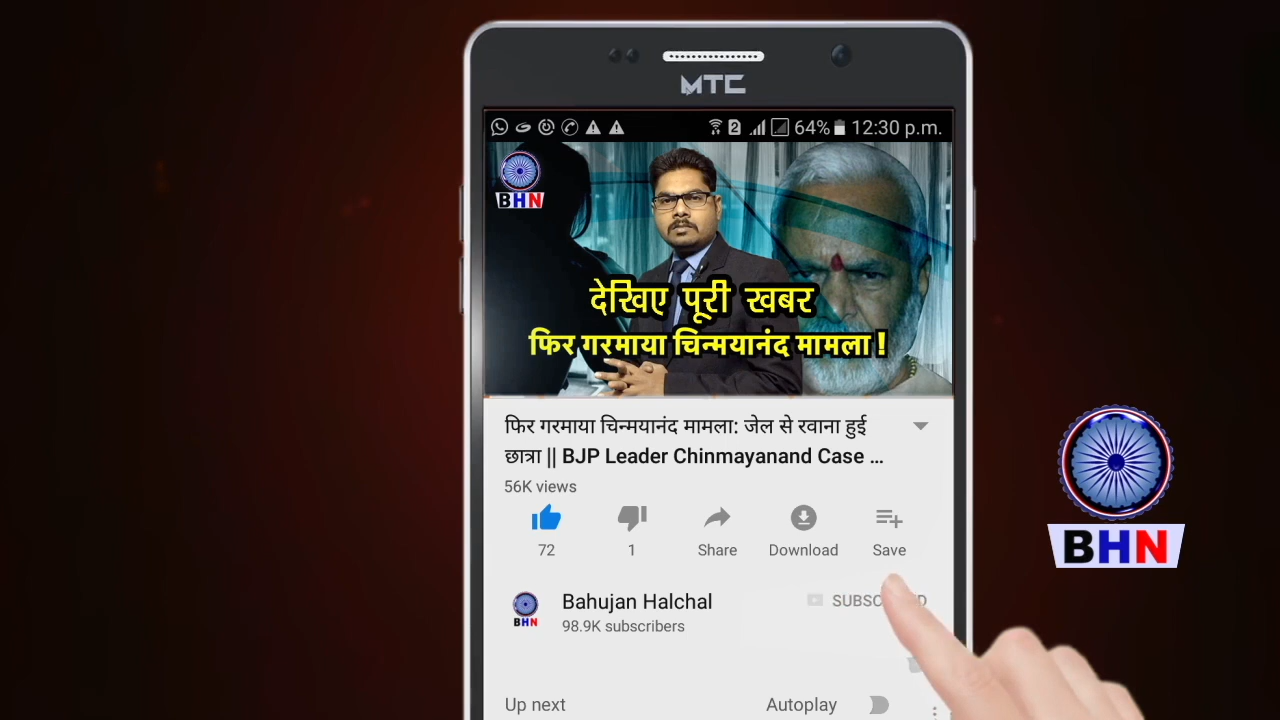 MTC
2 64% 12:30 p.m.
BHN
देखिए पूरी खबर
फिर गरमाया चिन्मयानंद मामला !
फिर गरमाया चिन्मयानंद मामला: जेल से रवाना हुई
छात्रा || BJP Leader Chinmayanand Case ...
56K views
72 1 Share Download Save
BHN
Bahujan Halchal
98.9K subscribers
BHN
Up next Autoplay